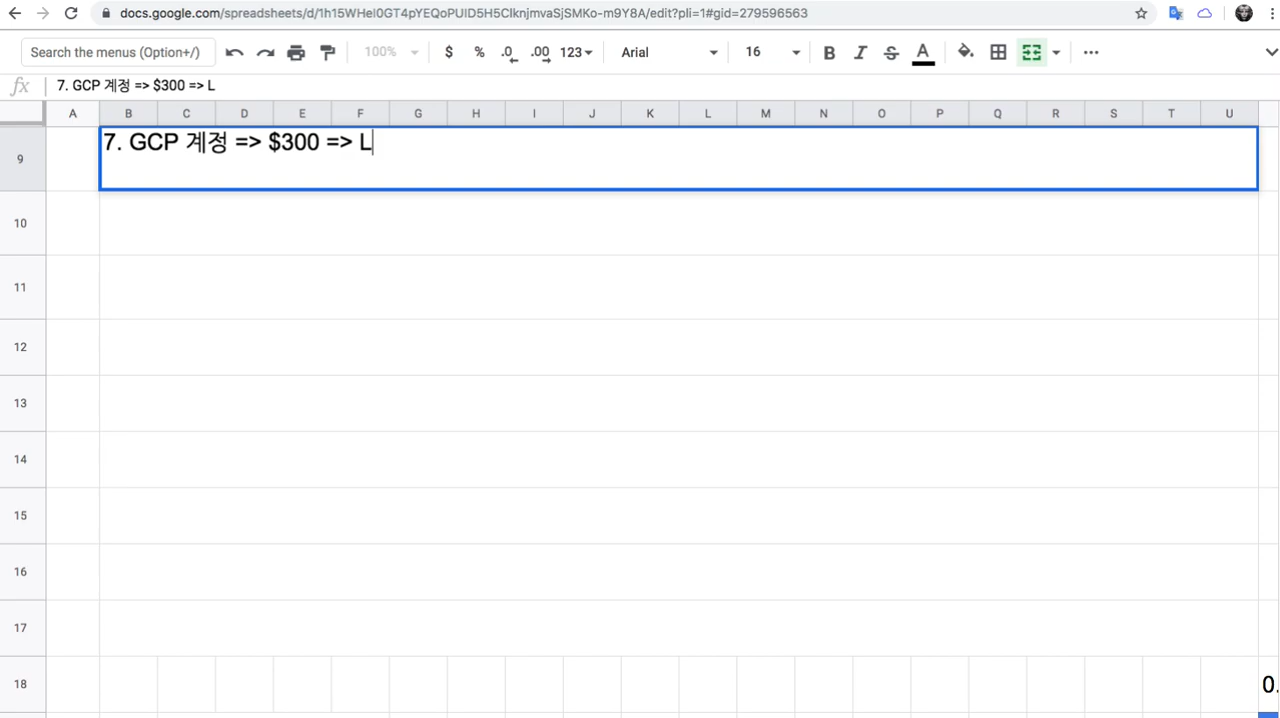 docs.google.com/spreadsheets/d/1h15WHeI0GT4pYEQoPUID5H5CIknjmvaSjSMKo-m9Y8A/edit?pli=1#gid=279596563
Search the menus (Option+/) 100% $ % .0 .00 123 Arial 16 B I S A
fx 7. GCP 계정 => $300 => L
A B C D E F G H I J K L M N O P Q R S T U
9 7. GCP 계정 => $300 => L
10
11
12
13
14
15
16
17
18 0.